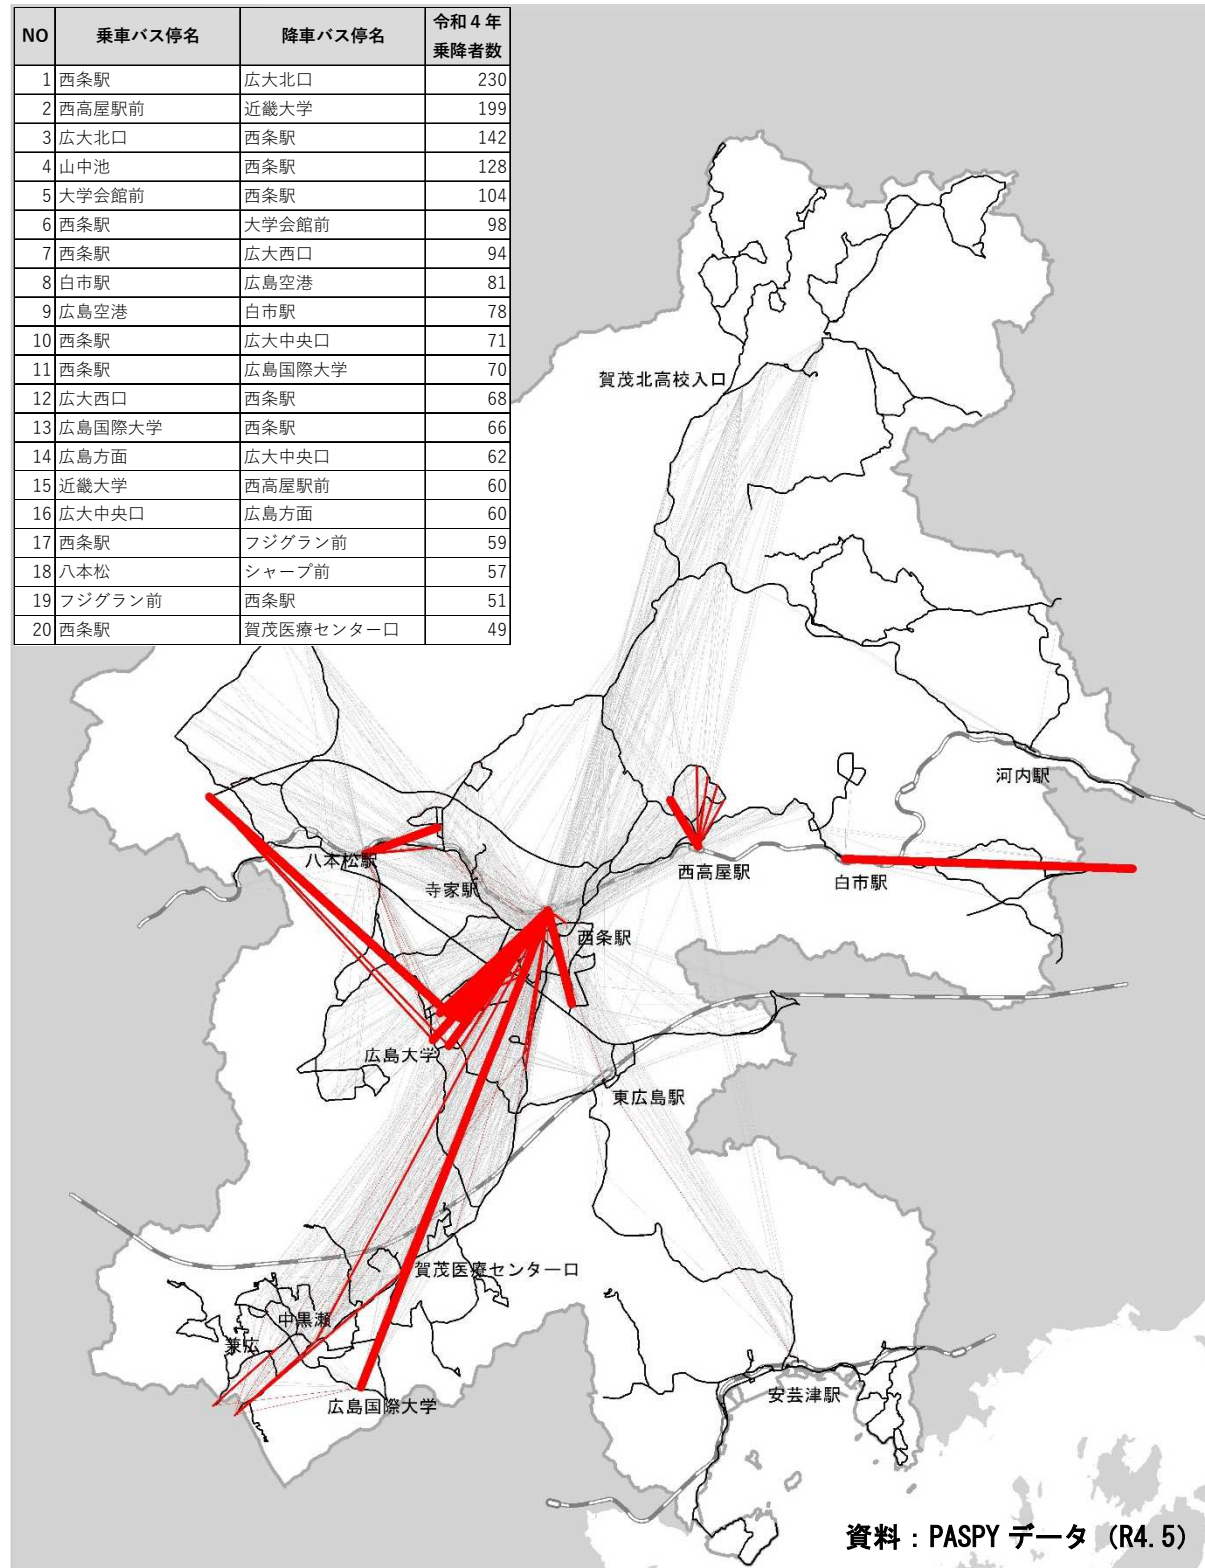 NO 乗車バス停名 降車バス停名 令和4年
乗降者数
1 西条駅 広大北口 230
2 西高屋駅前 近畿大学 199
3 広大北口 西条駅 142
4 山中池 西条駅 128
5 大学会館前 西条駅 104
6 西条駅 大学会館前 98
7 西条駅 広大西口 94
8 白市駅 広島空港 81
9 広島空港 白市駅 78
10 西条駅 広大中央口 71
11 西条駅 広島国際大学 70
12 広大西口 西条駅 68
13 広島国際大学 西条駅 66
14 広島方面 広大中央口 62
15 近畿大学 西高屋駅前 60
16 広大中央口 広島方面 60
17 西条駅 フジグラン前 59
18 八本松 シャープ前 57
19 フジグラン前 西条駅 51
20 西条駅 賀茂医療センター口 49
賀茂北高校入口
河内駅
八本松駅
西高屋駅
白市駅
寺家駅
西条駅
広島大学
東広島駅
賀茂医療センター口
中黒瀬
兼広
広島国際大学
安芸津駅
資料：PASPY データ（R4.5）